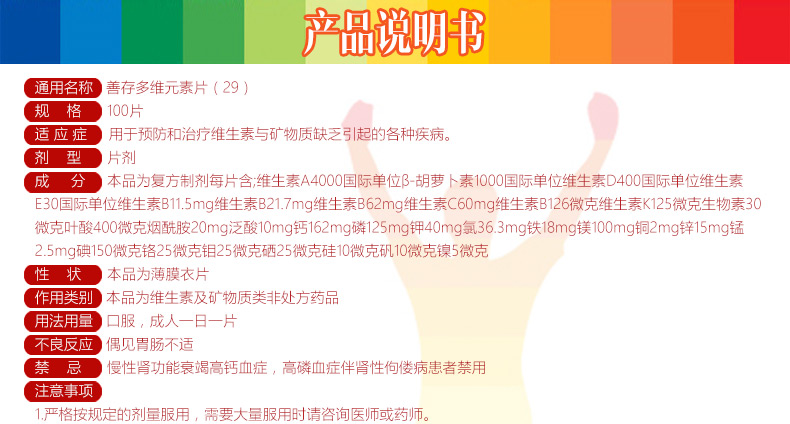 产品说明书
通用名称 善存多维元素片（29）
规 格 100片
适应症 用于预防和治疗维生素与矿物质缺乏引起的各种疾病。
剂 型 片剂
成 分 本品为复方制剂每片含;维生素A4000国际单位β-胡萝卜素1000国际单位维生素D400国际单位维生素
E30国际单位维生素B11.5mg维生素B21.7mg维生素B62mg维生素C60mg维生素B126微克维生素K125微克生物素30
微克叶酸400微克烟酰胺20mg泛酸10mg钙162mg磷125mg钾40mg氯36.3mg铁18mg镁100mg铜2mg锌15mg锰
2.5mg碘150微克铬25微克钼25微克硒25微克硅10微克矾10微克镍5微克
性 状 本品为薄膜衣片
作用类别 本品为维生素及矿物质类非处方药品
用法用量 口服，成人一日一片
不良反应 偶见胃肠不适
禁 忌 慢性肾功能衰竭高钙血症，高磷血症伴肾性佝偻病患者禁用
注意事项
1.严格按规定的剂量服用，需要大量服用时请咨询医师或药师。